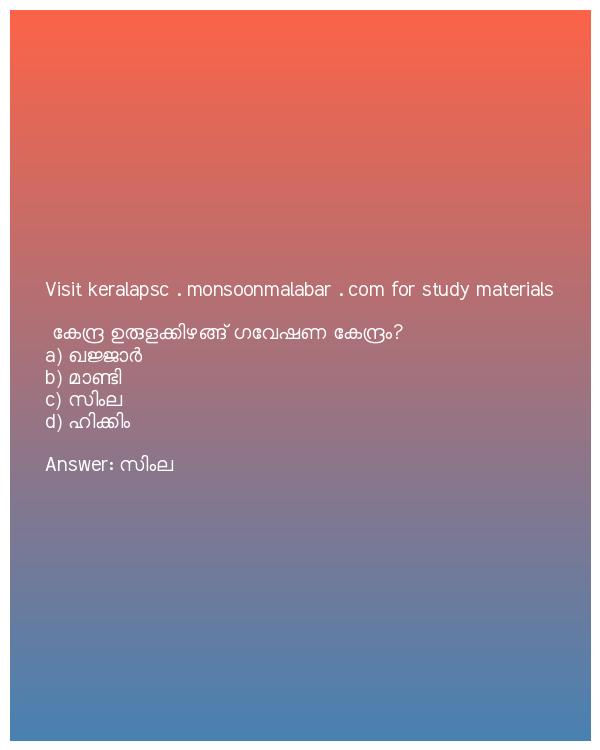 Visit keralapsc . monsoonmalabar . com for study materials
കേന്ദ്ര ഉരുളക്കിഴങ്ങ് ഗവേഷണ കേന്ദ്രം?
a) ഖജ്ജാർ
b) മാണ്ടി
c) സിംല
d) ഹിക്കിം
Answer: സിംല